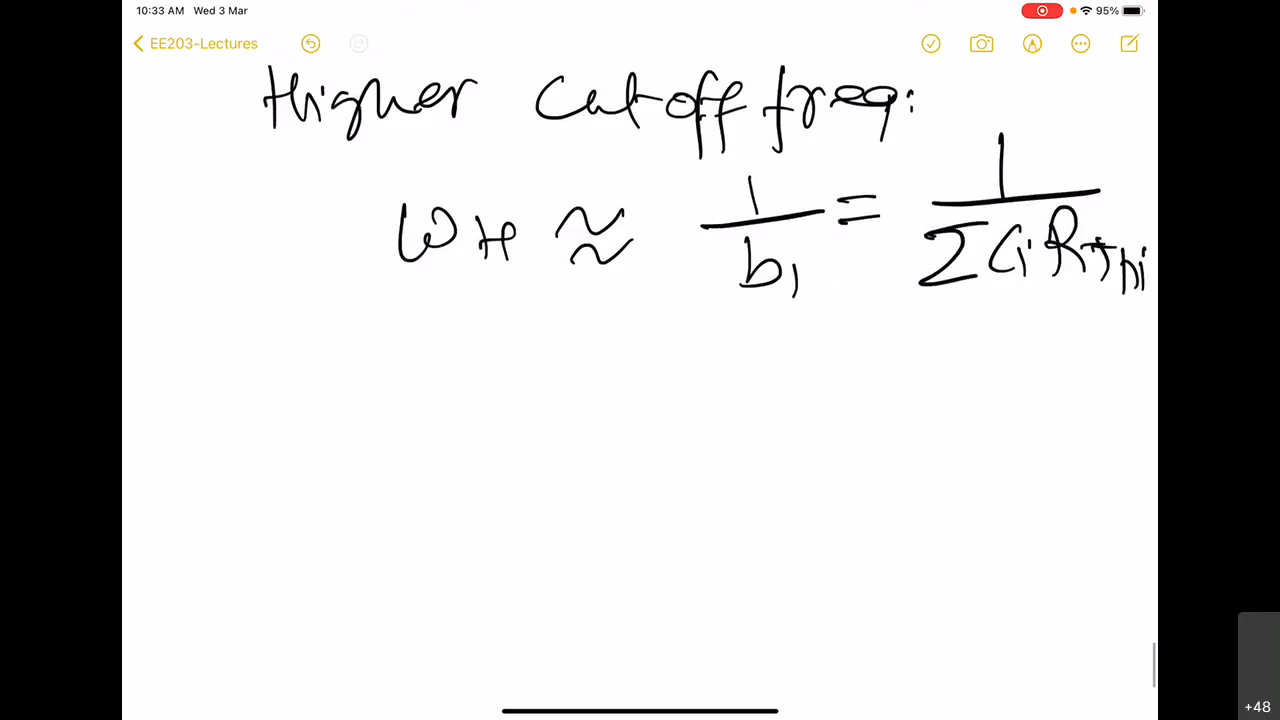 10:33 AM Wed 3 Mar
95%
EE203-Lectures
Higher Cutoff freq:
ωH ≈ 1/b1 = 1/ΣCiRThi
+48